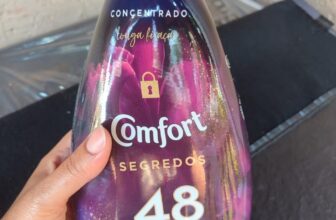 CONCENTRADO
longa fixação
Comfort
SEGREDOS
48